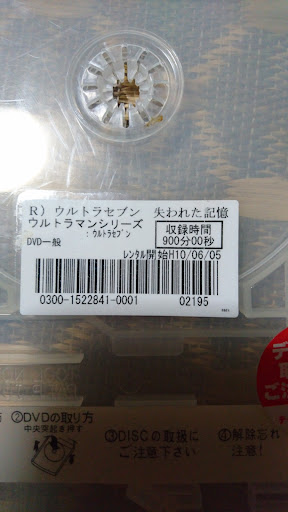 R) ウルトラセブン 失われた記憶
ウルトラマンシリーズ
: ウルトラセブン
収録時間
900分00秒
DVD一般
レンタル開始H10/06/05
0300-1522841-0001 02195
②DVDの取り方
中央突起き押す
③DISCの取扱に
ご注意下さい
④解除忘れ
注意!
ご注